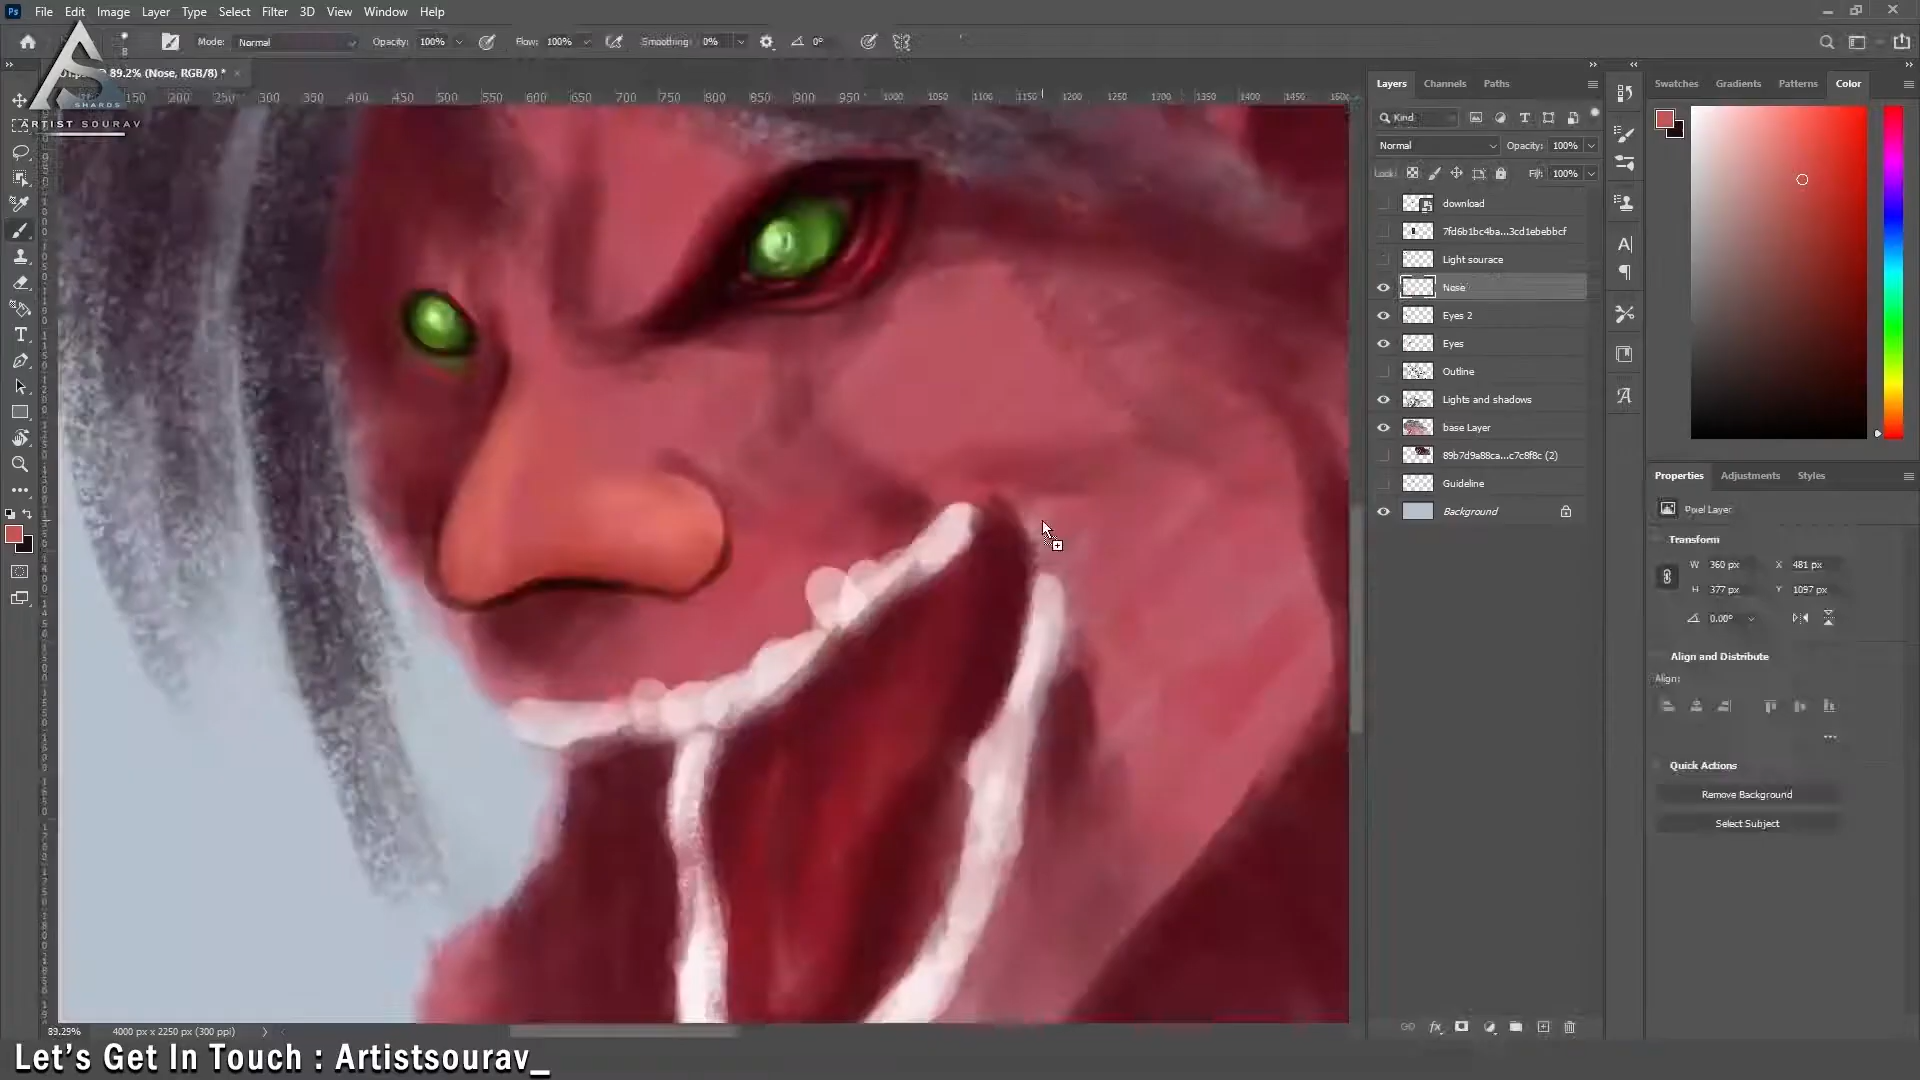 File Edit Image Layer Type Select Filter 3D View Window Help
Mode: Normal Opacity: 100% Flow: 100% Smoothing: 0% 0°
@ 89.2% (Nose, RGB/8) * ×
SHARDS
ARTIST SOURAV
150 200 250 300 350 400 450 500 550 600 650 700 750 800 850 900 950 1000 1050 1100 1150 1200 1250 1300 1350 1400 1450
Layers Channels Paths
Kind
Normal Opacity: 100%
Lock: Fill: 100%
download
7fd6b1bc4ba...3cd1ebebbcf
Light sourace
Nose
Eyes 2
Eyes
Outline
Lights and shadows
base Layer
89b7d9a88ca...c7c8f8c (2)
Guideline
Background
Swatches Gradients Patterns Color
Properties Adjustments Styles
Pixel Layer
Transform
W 360 px X 481 px
H 377 px Y 1097 px
0.00°
Align and Distribute
Align:
Quick Actions
Remove Background
Select Subject
89.29% 4000 px x 2250 px (300 ppi)
Let's Get In Touch : Artistsourav_